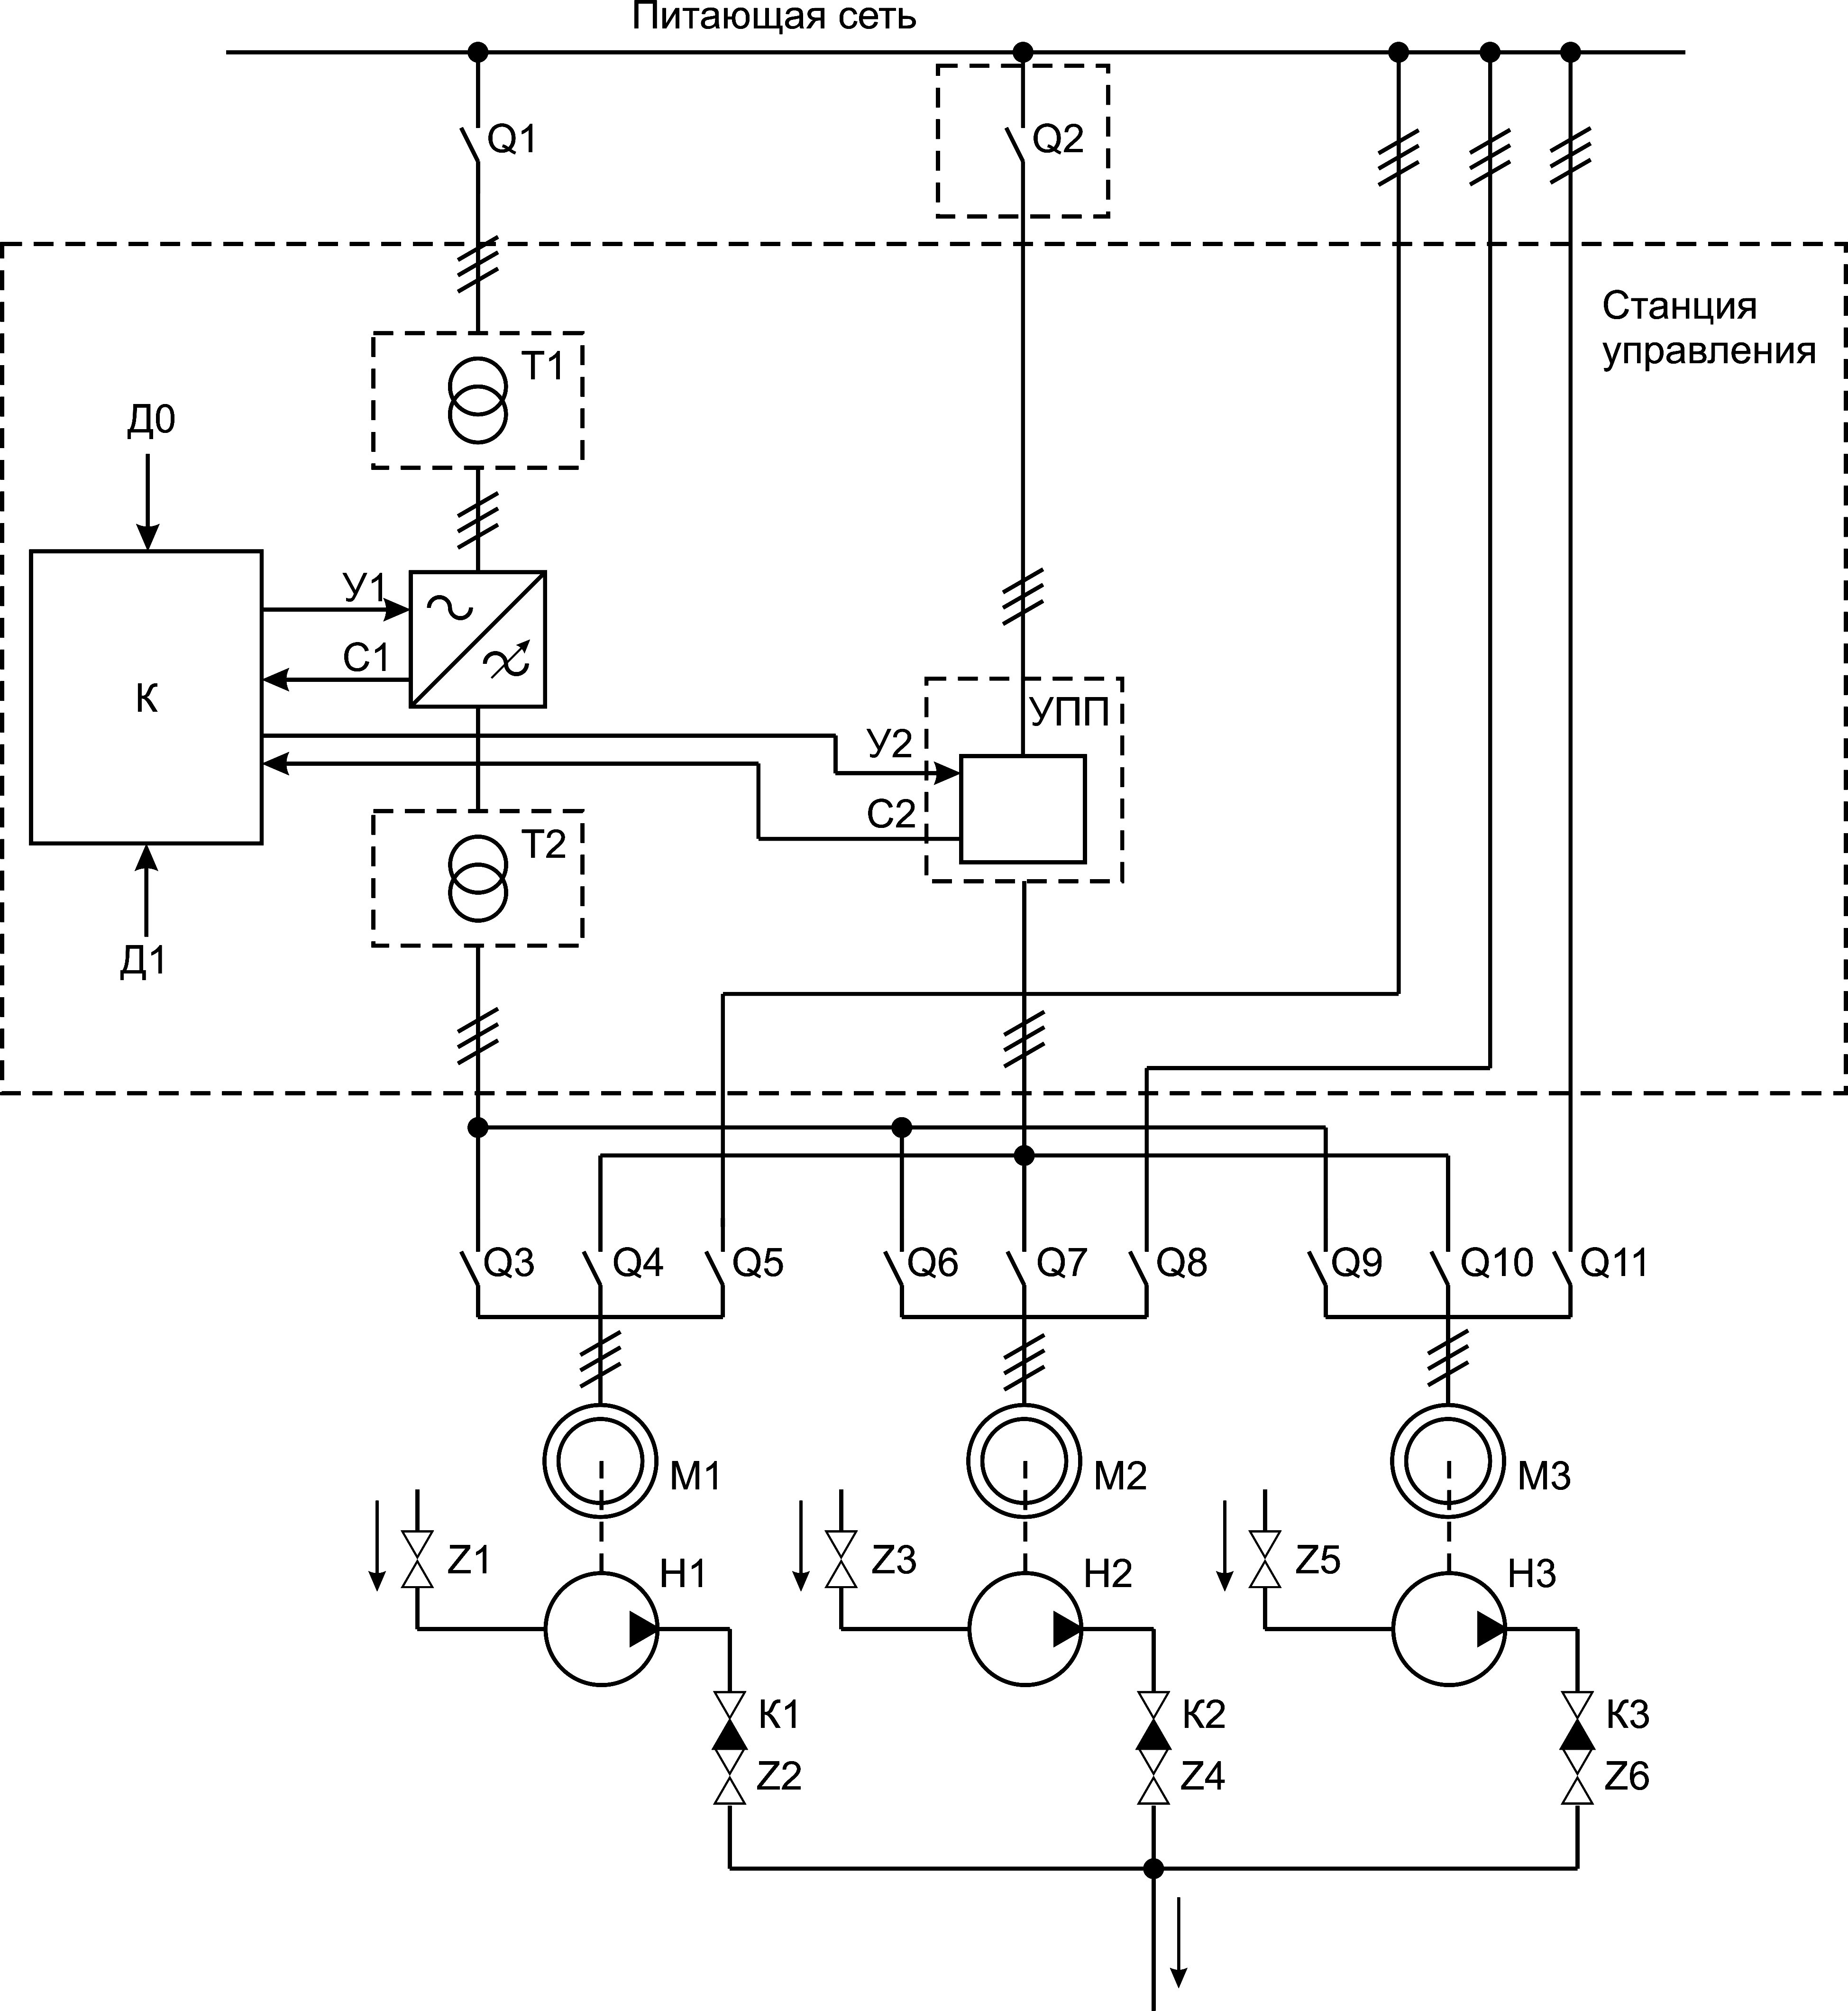 Питающая сеть
Q1
Q2
Станция
управления
Т1
Д0
У1
С1
К
УПП
У2
С2
Т2
Д1
Q3
Q4
Q5
Q6
Q7
Q8
Q9
Q10
Q11
М1
М2
М3
Z1
Н1
Z3
Н2
Z5
Н3
К1
К2
К3
Z2
Z4
Z6